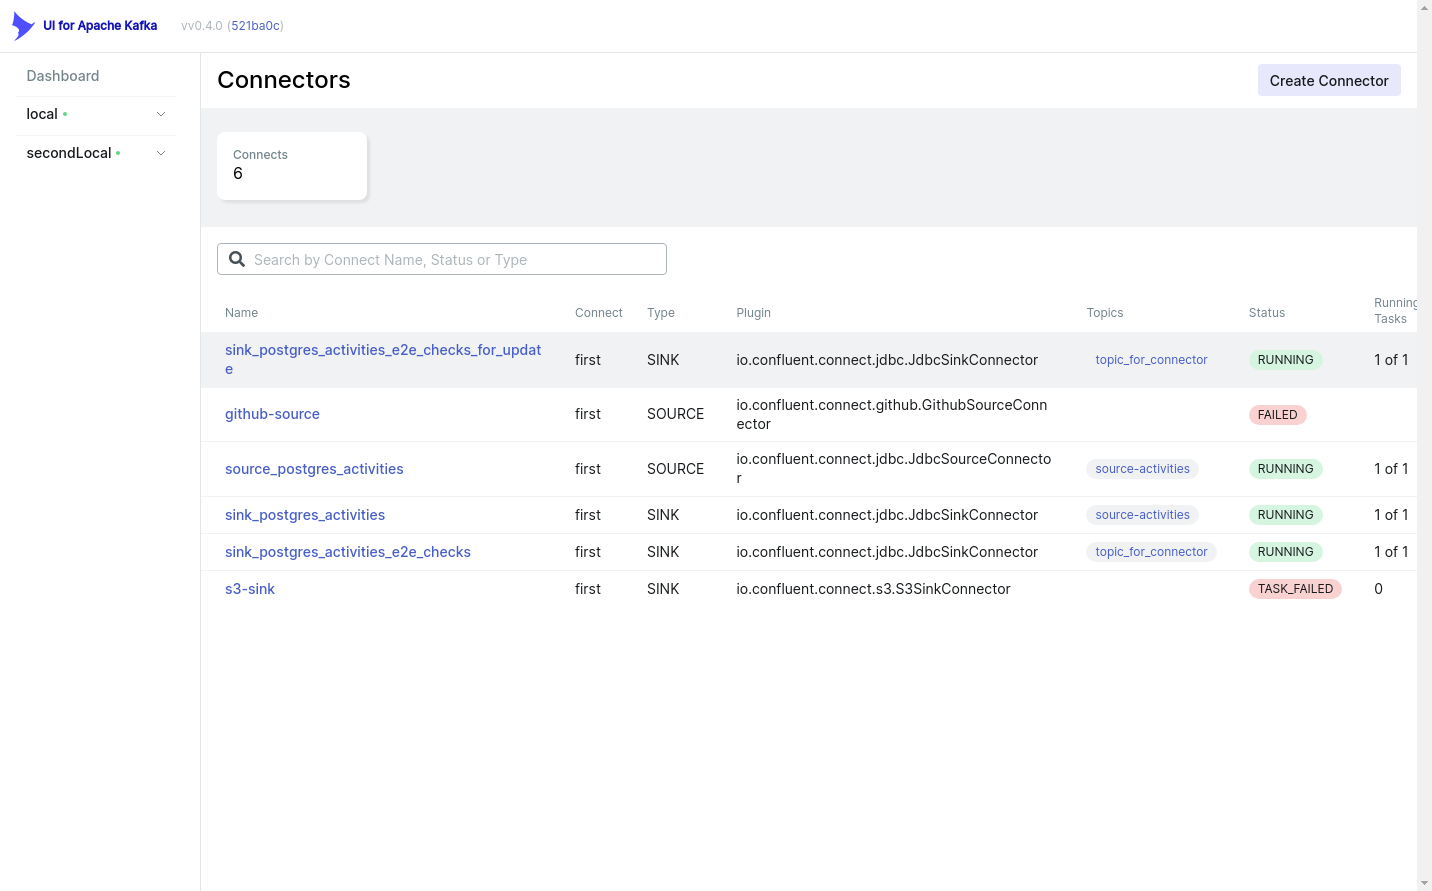 UI for Apache Kafka vv0.4.0 (521ba0c)
Dashboard
local
secondLocal
Connectors
Create Connector
Connects
6
Search by Connect Name, Status or Type
Name Connect Type Plugin Topics Status Running
Tasks
sink_postgres_activities_e2e_checks_for_updat
e
first SINK io.confluent.connect.jdbc.JdbcSinkConnector topic_for_connector RUNNING 1 of 1
github-source first SOURCE io.confluent.connect.github.GithubSourceConn
ector
FAILED
source_postgres_activities first SOURCE io.confluent.connect.jdbc.JdbcSourceConnecto
r
source-activities RUNNING 1 of 1
sink_postgres_activities first SINK io.confluent.connect.jdbc.JdbcSinkConnector source-activities RUNNING 1 of 1
sink_postgres_activities_e2e_checks first SINK io.confluent.connect.jdbc.JdbcSinkConnector topic_for_connector RUNNING 1 of 1
s3-sink first SINK io.confluent.connect.s3.S3SinkConnector TASK_FAILED 0